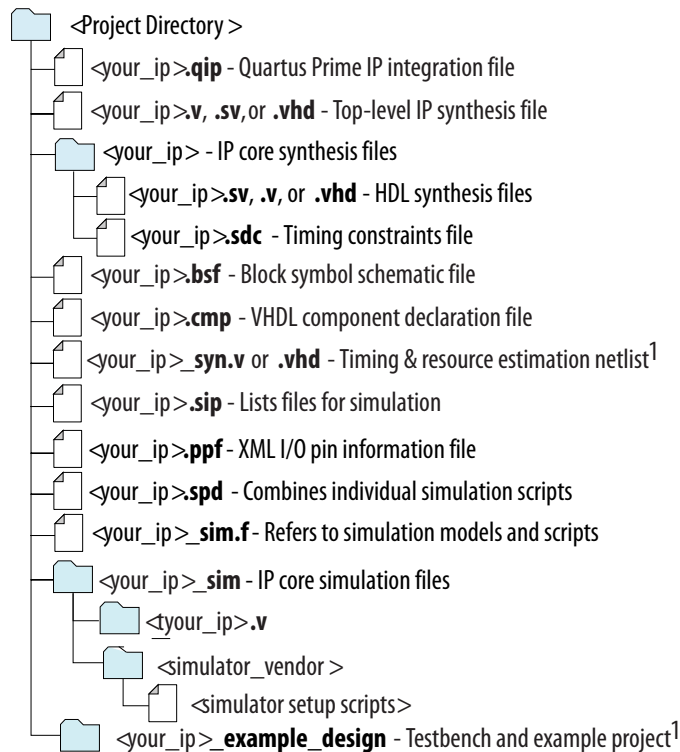 <Project Directory >
<your_ip>.qip - Quartus Prime IP integration file
<your_ip>.v, .sv, or .vhd - Top-level IP synthesis file
<your_ip> - IP core synthesis files
<your_ip>.sv, .v, or .vhd - HDL synthesis files
<your_ip>.sdc - Timing constraints file
<your_ip>.bsf - Block symbol schematic file
<your_ip>.cmp - VHDL component declaration file
<your_ip>_syn.v or .vhd - Timing & resource estimation netlist1
<your_ip>.sip - Lists files for simulation
<your_ip>.ppf - XML I/O pin information file
<your_ip>.spd - Combines individual simulation scripts
<your_ip>_sim.f - Refers to simulation models and scripts
<your_ip>_sim - IP core simulation files
<tyour_ip>.v
<simulator_vendor >
<simulator setup scripts>
<your_ip>_example_design - Testbench and example project1